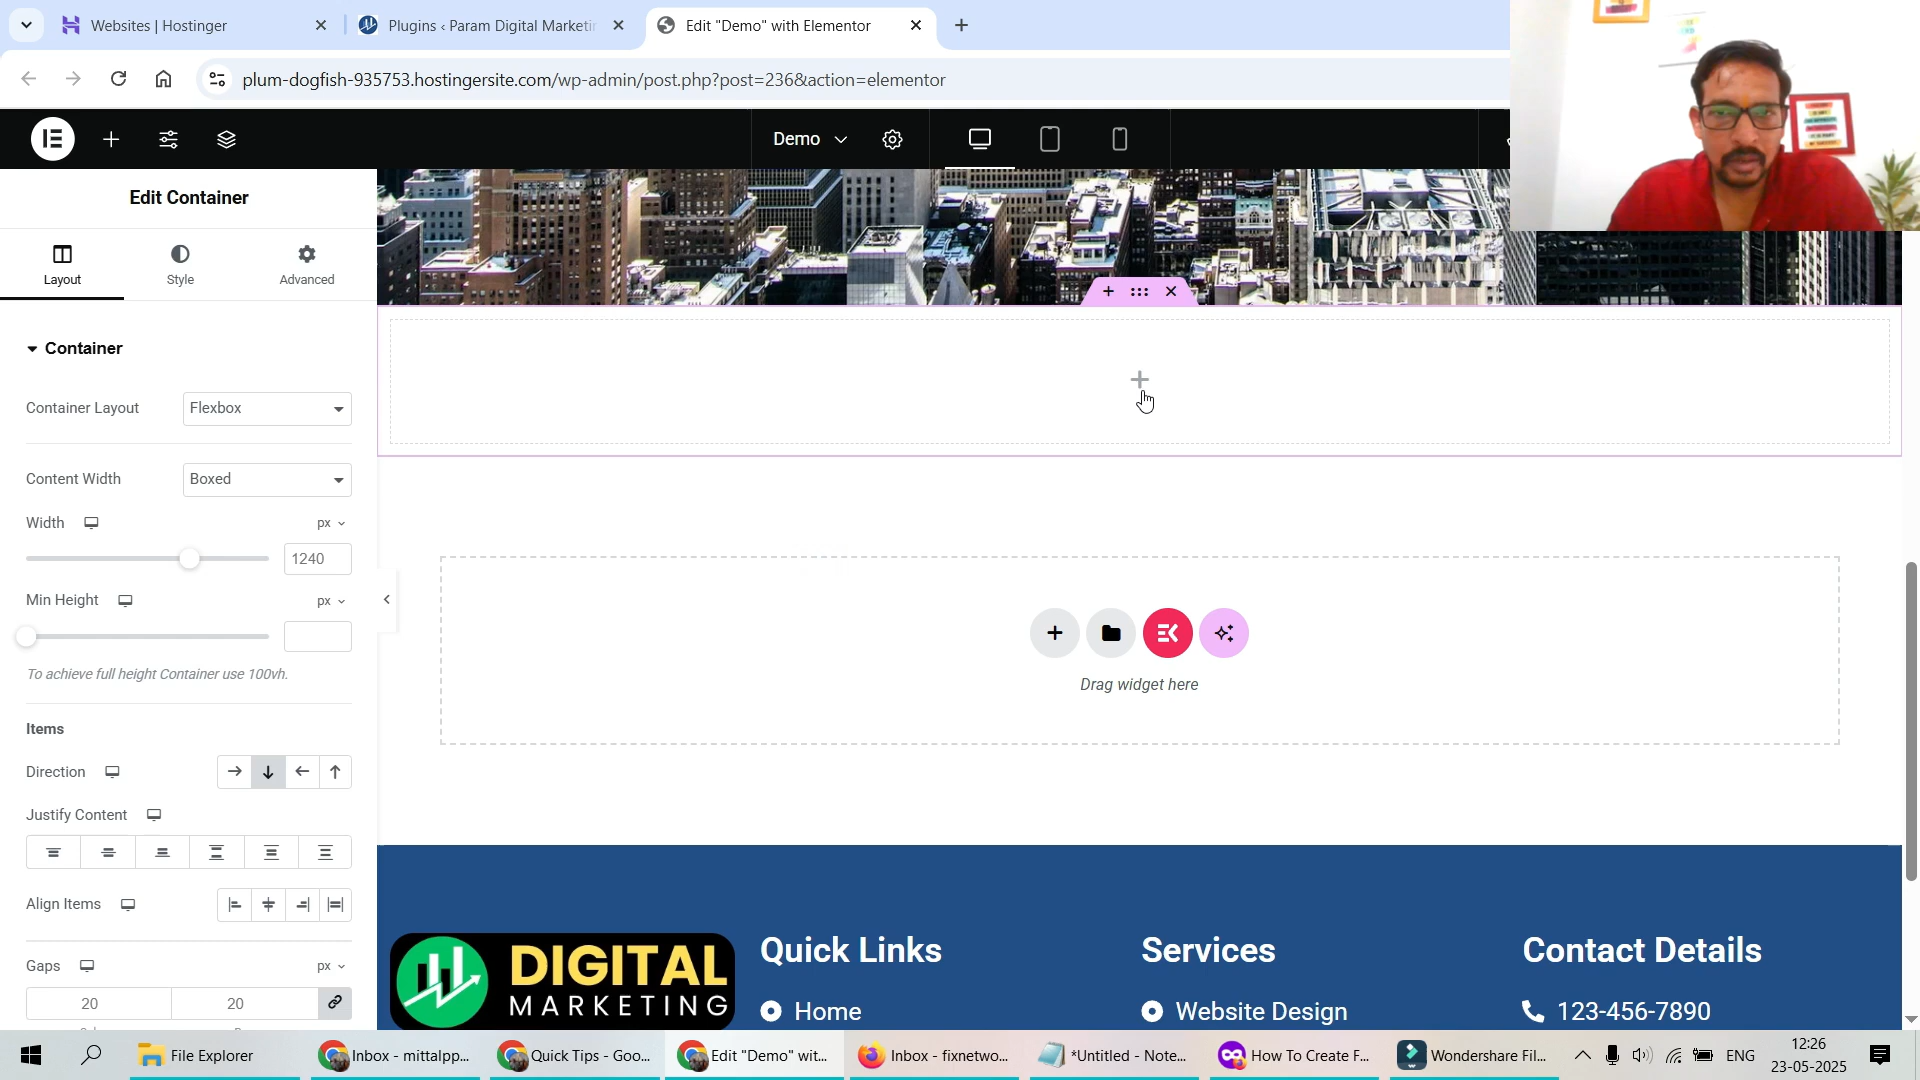 Websites | Hostinger
Plugins ‹ Param Digital Marketin
Edit "Demo" with Elementor
plum-dogfish-935753.hostingersite.com/wp-admin/post.php?post=236&action=elementor
Demo
Edit Container
Layout
Style
Advanced
Container
Container Layout
Flexbox
Content Width
Boxed
Width
px
1240
Min Height
px
To achieve full height Container use 100vh.
Items
Direction
Justify Content
Align Items
Gaps
px
20
20
Drag widget here
DIGITAL
MARKETING
Quick Links
Home
Services
Website Design
Contact Details
123-456-7890
File Explorer
Inbox - mittalpp...
Quick Tips - Goo...
Edit "Demo" wit...
Inbox - fixnetwo...
*Untitled - Note...
How To Create F...
Wondershare Fil...
ENG
12:26
23-05-2025